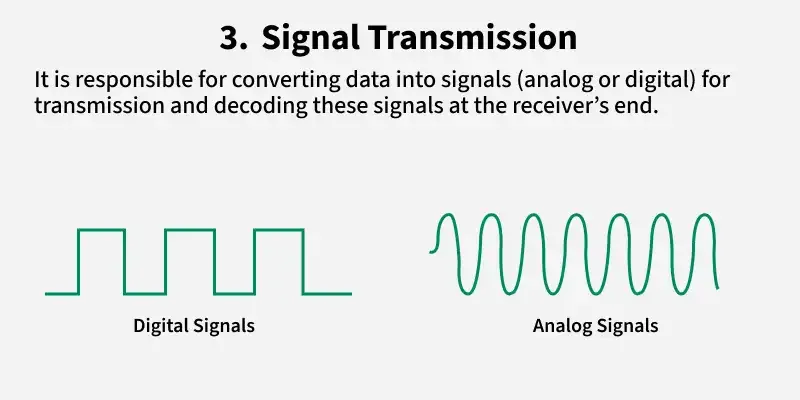 3. Signal Transmission
It is responsible for converting data into signals (analog or digital) for
transmission and decoding these signals at the receiver’s end.
Digital Signals
Analog Signals